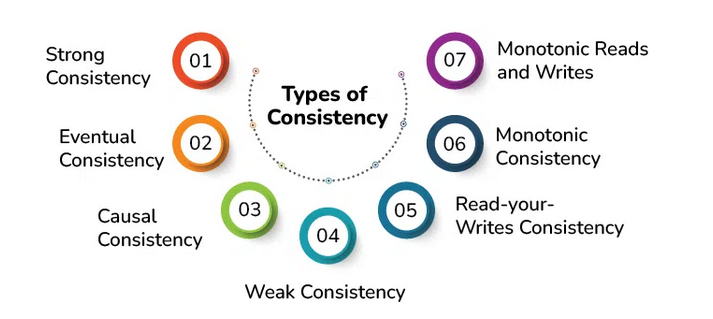 Types of
Consistency
01
Strong
Consistency
02
Eventual
Consistency
03
Causal
Consistency
04
Weak Consistency
05
Read-your-
Writes Consistency
06
Monotonic
Consistency
07
Monotonic Reads
and Writes